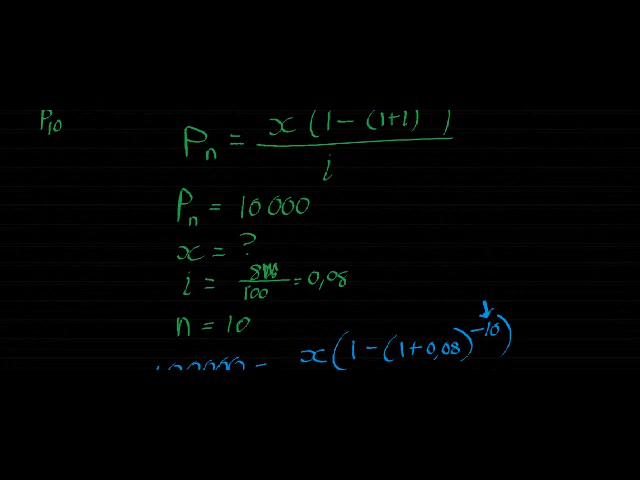 P₁₀
Pₙ = x(1-(1+i) ) / i
Pₙ = 10 000
x = ?
i = 8 / 100 = 0,08
n = 10
x(1-(1+0,08)⁻¹⁰)